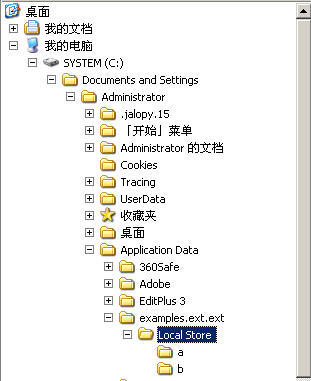 桌面
我的文档
我的电脑
SYSTEM (C:)
Documents and Settings
Administrator
.jalopy.15
「开始」菜单
Administrator 的文档
Cookies
Tracing
UserData
收藏夹
桌面
Application Data
360Safe
Adobe
EditPlus 3
examples.ext.ext
Local Store
a
b